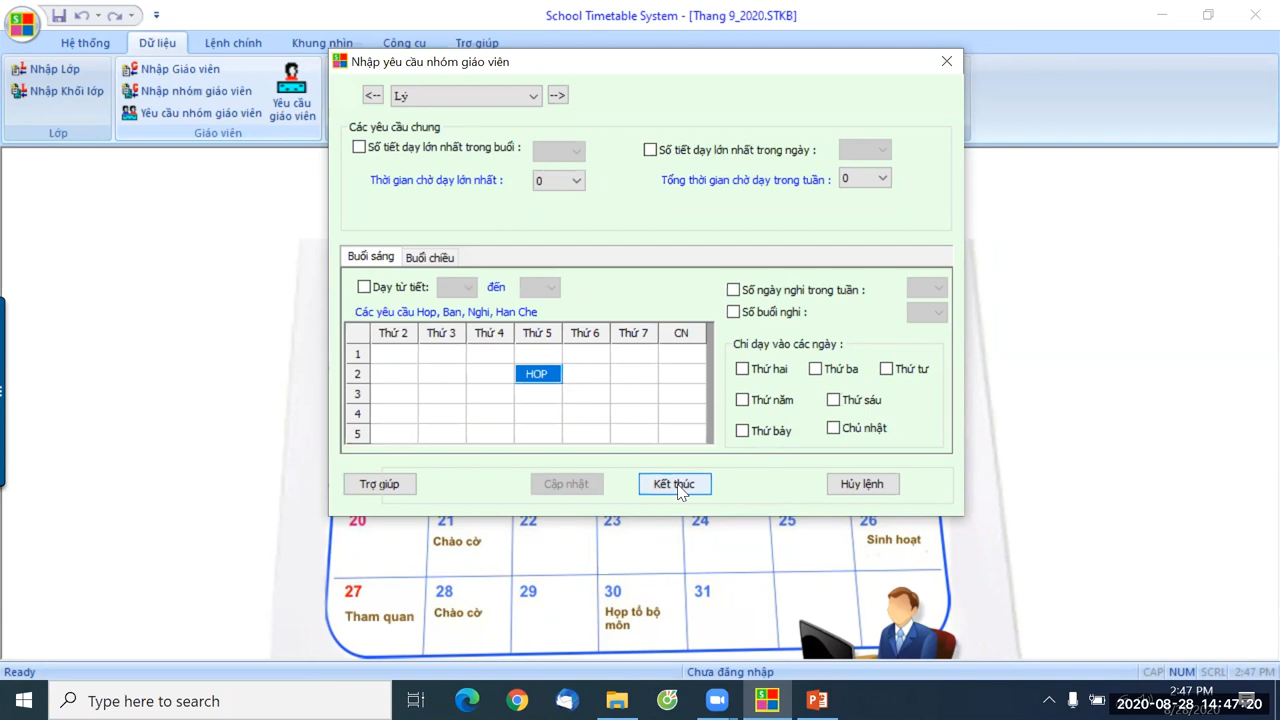 School Timetable System - [Thang 9_2020.STKB]
Hệ thống Dữ liệu Lệnh chính Khung nhìn Công cụ Trợ giúp
Nhập Lớp
Nhập Khối lớp
Lớp
Nhập Giáo viên
Nhập nhóm giáo viên
Yêu cầu nhóm giáo viên
Yêu cầu
giáo viên
Giáo viên
Nhập yêu cầu nhóm giáo viên
<-- Lý -->
Các yêu cầu chung
Số tiết dạy lớn nhất trong buổi :
Số tiết dạy lớn nhất trong ngày :
Thời gian chờ dạy lớn nhất : 0
Tổng thời gian chờ dạy trong tuần : 0
Buổi sáng Buổi chiều
Dạy từ tiết: đến
Các yêu cầu Hop, Ban, Nghi, Han Che
Thứ 2 Thứ 3 Thứ 4 Thứ 5 Thứ 6 Thứ 7 CN
1
2 HOP
3
4
5
Số ngày nghỉ trong tuần :
Số buổi nghỉ :
Chỉ dạy vào các ngày :
Thứ hai Thứ ba Thứ tư
Thứ năm Thứ sáu
Thứ bảy Chủ nhật
Trợ giúp Cập nhật Kết thúc Hủy lệnh
20 21 22 23 24 25 26
Chào cờ Sinh hoạt
27 28 29 30 31
Tham quan Chào cờ Họp tổ bộ
môn
Ready Chưa đăng nhập CAP NUM SCRL 2:47 PM
Type here to search
2:47 PM
2020-08-28 14:47:20